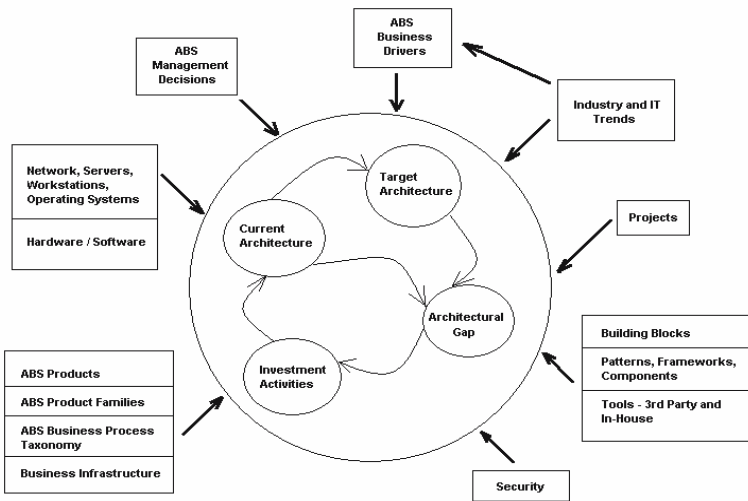 ABS
Business
Drivers
ABS
Management
Decisions
Industry and IT
Trends
Network, Servers,
Workstations,
Operating Systems
Hardware / Software
Target
Architecture
Current
Architecture
Projects
Architectural
Gap
Investment
Activities
Building Blocks
Patterns, Frameworks,
Components
Tools - 3rd Party and
In-House
ABS Products
ABS Product Families
ABS Business Process
Taxonomy
Business Infrastructure
Security